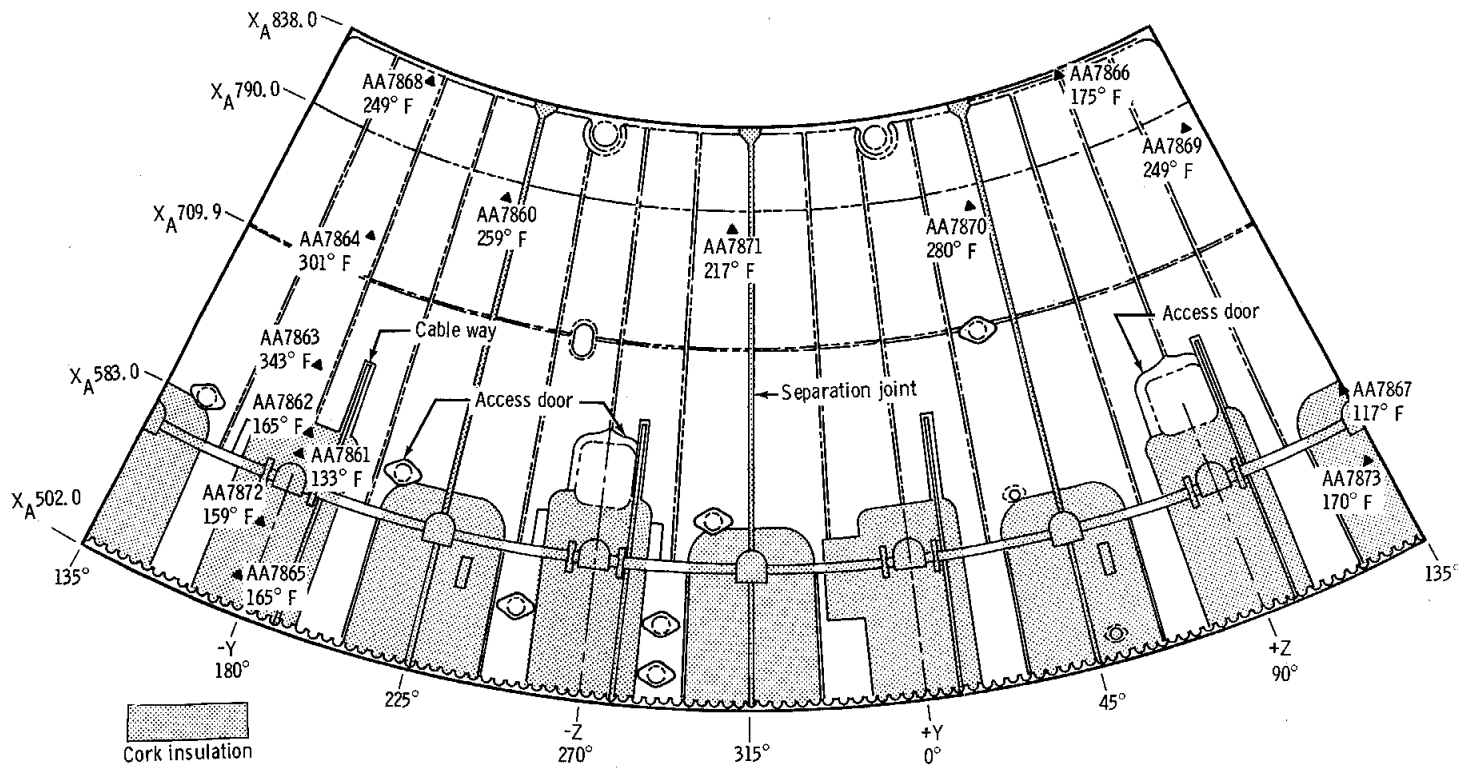 X_A 838.0
X_A 790.0
X_A 709.9
X_A 583.0
X_A 502.0
AA7868
249° F
AA7866
175° F
AA7869
249° F
AA7860
259° F
AA7870
280° F
AA7864
301° F
AA7871
217° F
AA7863
343° F
Cable way
Access door
AA7862
165° F
Access door
Separation joint
AA7867
117° F
AA7861
133° F
AA7872
159° F
AA7873
170° F
AA7865
165° F
135°
-Y
180°
225°
-Z
270°
315°
+Y
0°
45°
+Z
90°
135°
Cork insulation